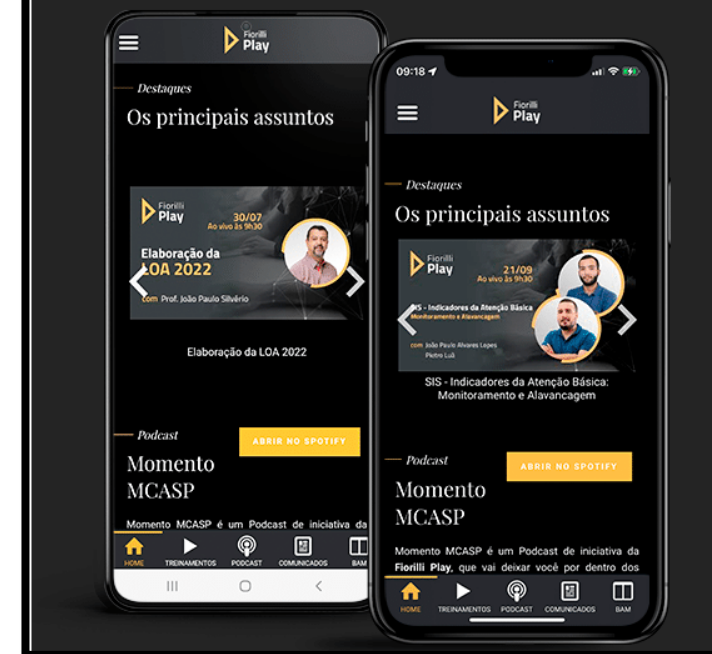 Fiorilli
Play
Destaques
Os principais assuntos
Fiorilli
Play
30/07
Ao vivo às 9h30
Elaboração da
LOA 2022
com Prof. João Paulo Silvério
Elaboração da LOA 2022
Podcast
ABRIR NO SPOTIFY
Momento
MCASP
Momento MCASP é um Podcast de iniciativa da
HOME TREINAMENTOS PODCAST COMUNICADOS BAM
09:18
Fiorilli
Play
Destaques
Os principais assuntos
Fiorilli
Play
21/09
Ao vivo às 9h30
SIS - Indicadores da Atenção Básica
Monitoramento e Alavancagem
com João Paulo Alvares Lopes
Pietro Luã
SIS - Indicadores da Atenção Básica:
Monitoramento e Alavancagem
Podcast
ABRIR NO SPOTIFY
Momento
MCASP
Momento MCASP é um Podcast de iniciativa da
Fiorilli Play, que vai deixar você por dentro dos
HOME TREINAMENTOS PODCAST COMUNICADOS BAM